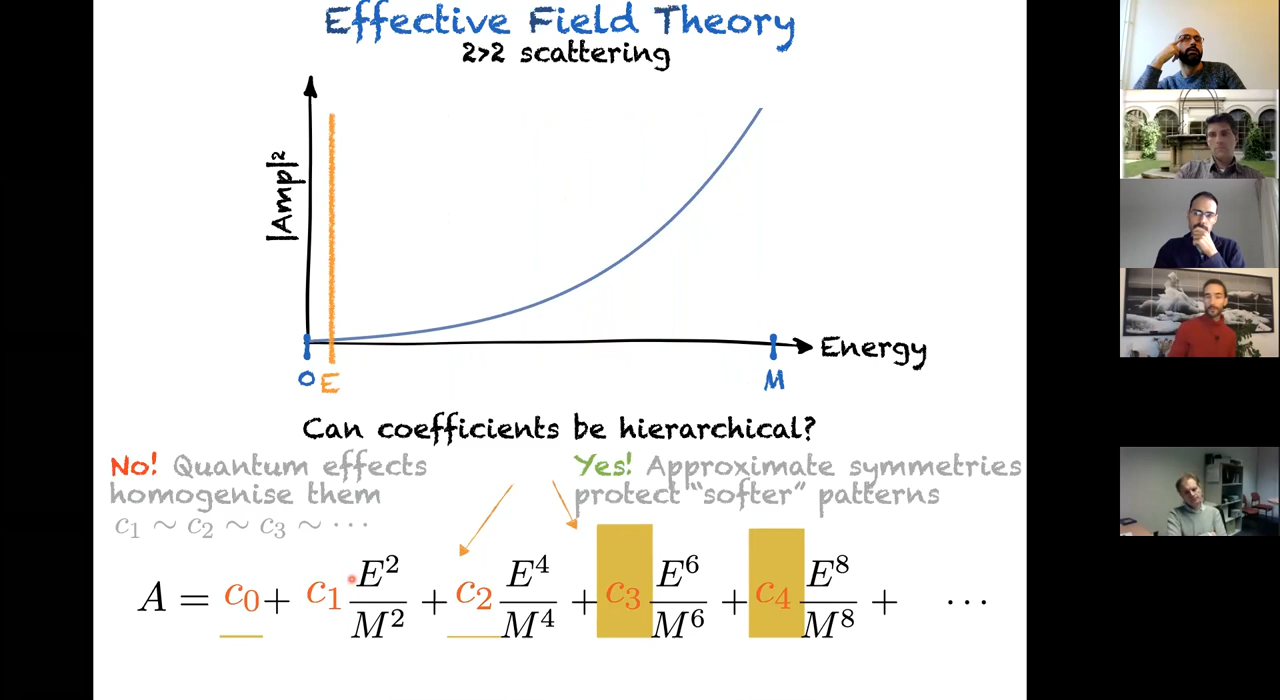 Effective Field Theory
2>2 scattering
|Amp|²
Energy
0 E M
Can coefficients be hierarchical?
No! Quantum effects
homogenise them
c₁ ∼ c₂ ∼ c₃ ∼ ⋯
Yes! Approximate symmetries
protect “softer” patterns
A = c₀ + c₁ E²/M² + c₂ E⁴/M⁴ + c₃ E⁶/M⁶ + c₄ E⁸/M⁸ + ⋯